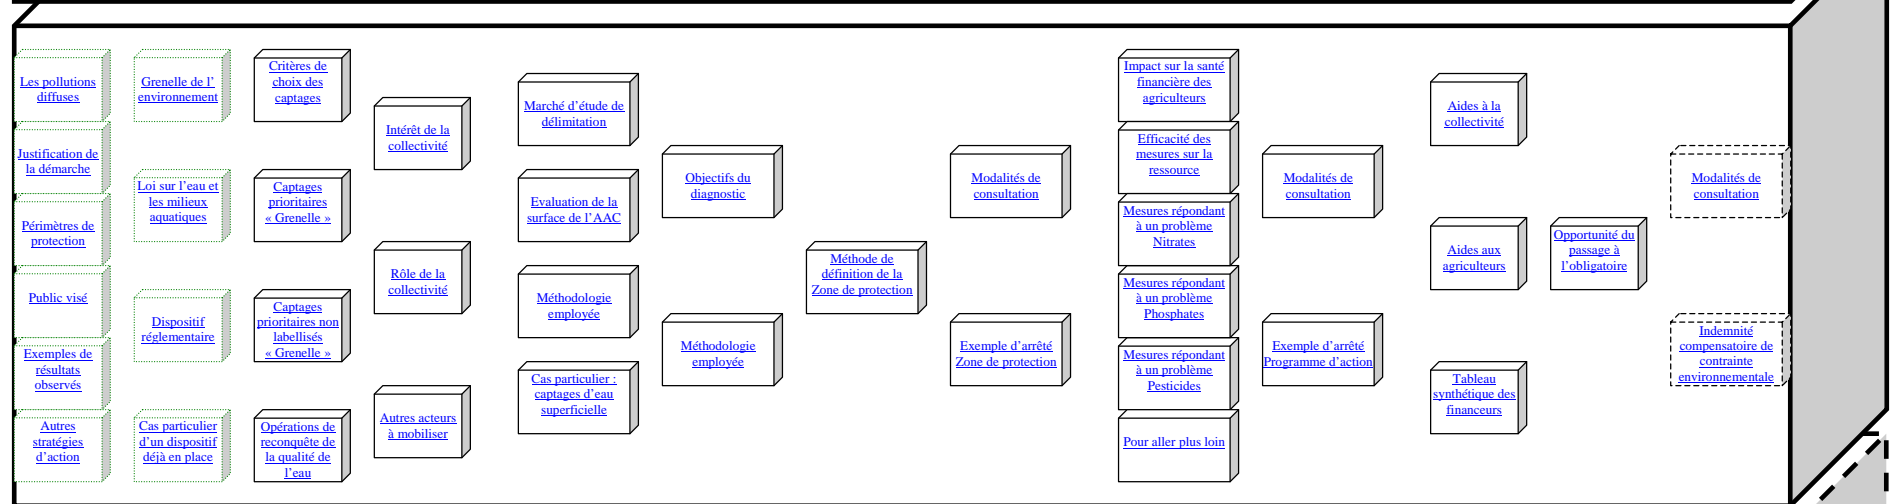 Les pollutions
diffuses
Justification de
la démarche
Périmètres de
protection
Public visé
Exemples de
résultats
observés
Autres
stratégies
d’action
Grenelle de l’
environnement
Loi sur l’eau et
les milieux
aquatiques
Dispositif
réglementaire
Cas particulier
d’un dispositif
déjà en place
Critères de
choix des
captages
Captages
prioritaires
« Grenelle »
Captages
prioritaires non
labellisés
« Grenelle »
Opérations de
reconquête de
la qualité de
l’eau
Intérêt de la
collectivité
Rôle de la
collectivité
Autres acteurs
à mobiliser
Marché d’étude de
délimitation
Evaluation de la
surface de l’AAC
Méthodologie
employée
Cas particulier :
captages d’eau
superficielle
Objectifs du
diagnostic
Méthodologie
employée
Méthode de
définition de la
Zone de protection
Modalités de
consultation
Exemple d’arrêté
Zone de protection
Impact sur la santé
financière des
agriculteurs
Efficacité des
mesures sur la
ressource
Mesures répondant
à un problème
Nitrates
Mesures répondant
à un problème
Phosphates
Mesures répondant
à un problème
Pesticides
Pour aller plus loin
Modalités de
consultation
Exemple d’arrêté
Programme d’action
Aides à la
collectivité
Aides aux
agriculteurs
Tableau
synthétique des
financeurs
Opportunité du
passage à
l’obligatoire
Modalités de
consultation
Indemnité
compensatoire de
contrainte
environnementale